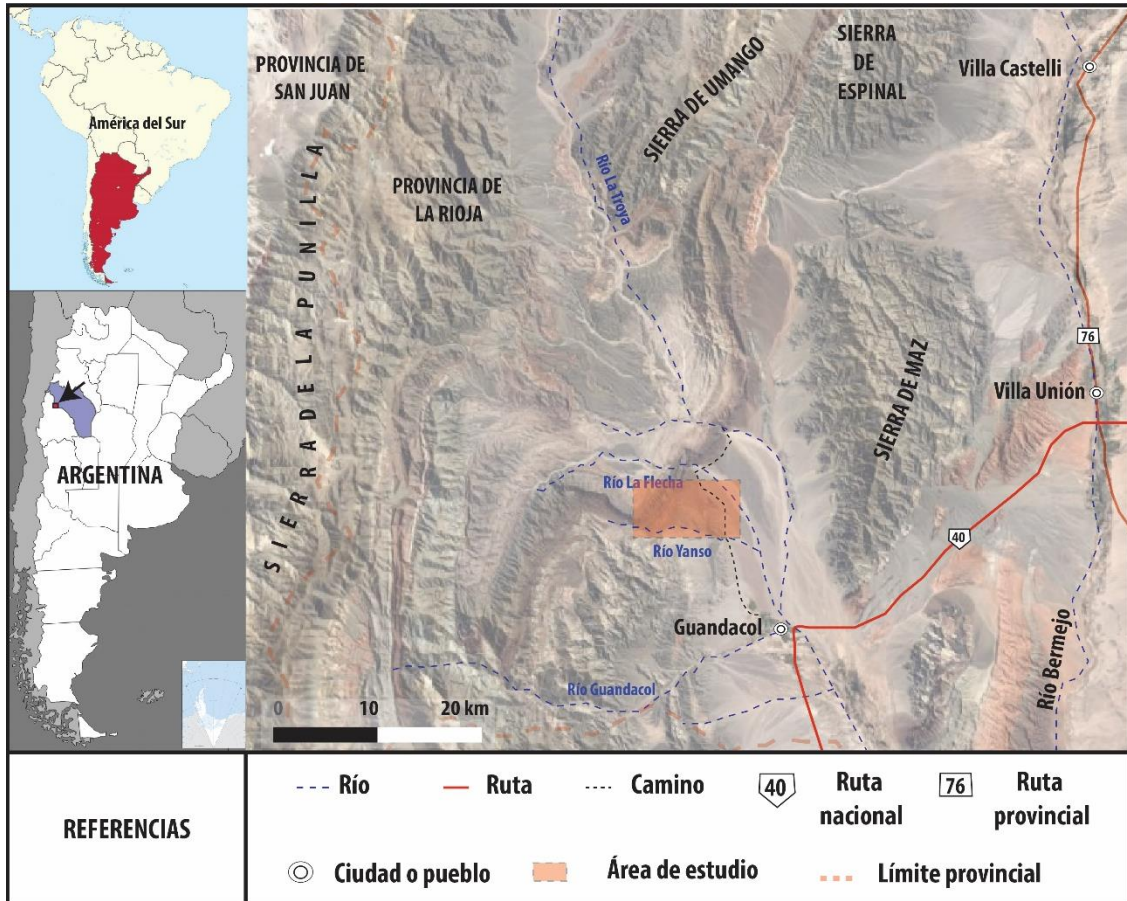 América del Sur
ARGENTINA
PROVINCIA DE
SAN JUAN
SIERRA DE LA PUNILLA
PROVINCIA DE
LA RIOJA
Río La Troya
SIERRA DE UMANGO
SIERRA
DE
ESPINAL
Villa Castelli
76
Villa Unión
SIERRA DE MAZ
Río La Flecha
Río Yanso
40
Guandacol
Río Guandacol
Río Bermejo
0 10 20 km
REFERENCIAS
Río
Ruta
Camino
40
Ruta
nacional
76
Ruta
provincial
Ciudad o pueblo
Área de estudio
Límite provincial